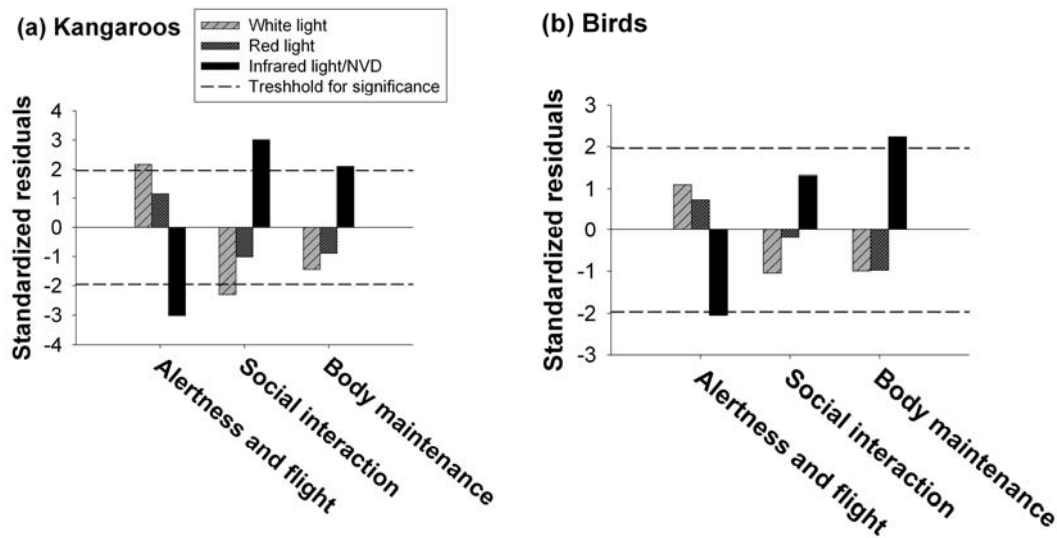 (a) Kangaroos
White light
Red light
Infrared light/NVD
Treshhold for significance
Standardized residuals
4
3
2
1
0
-1
-2
-3
-4
Alertness and flight
Social interaction
Body maintenance
(b) Birds
Standardized residuals
3
2
1
0
-1
-2
-3
Alertness and flight
Social interaction
Body maintenance